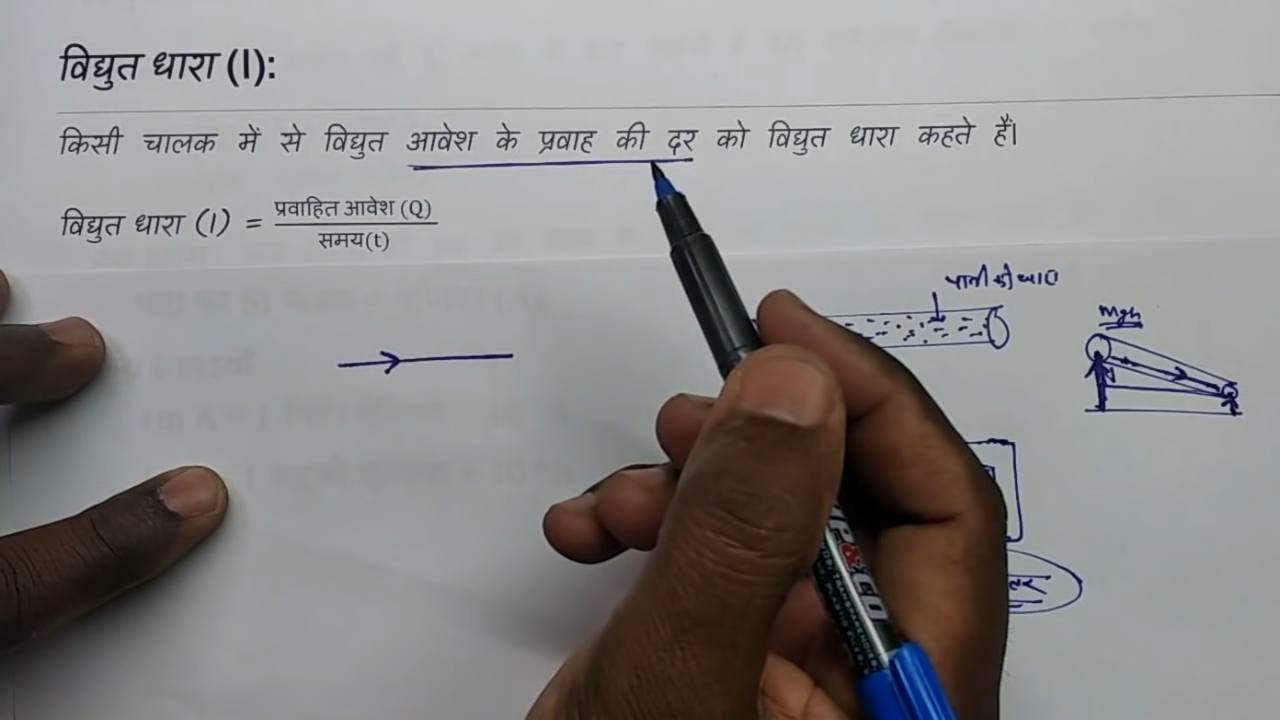 विद्युत धारा (I):
किसी चालक में से विद्युत आवेश के प्रवाह की दर को विद्युत धारा कहते हैं।
विद्युत धारा (I) = प्रवाहित आवेश (Q)
समय(t)
पानी की धारा
Mgh